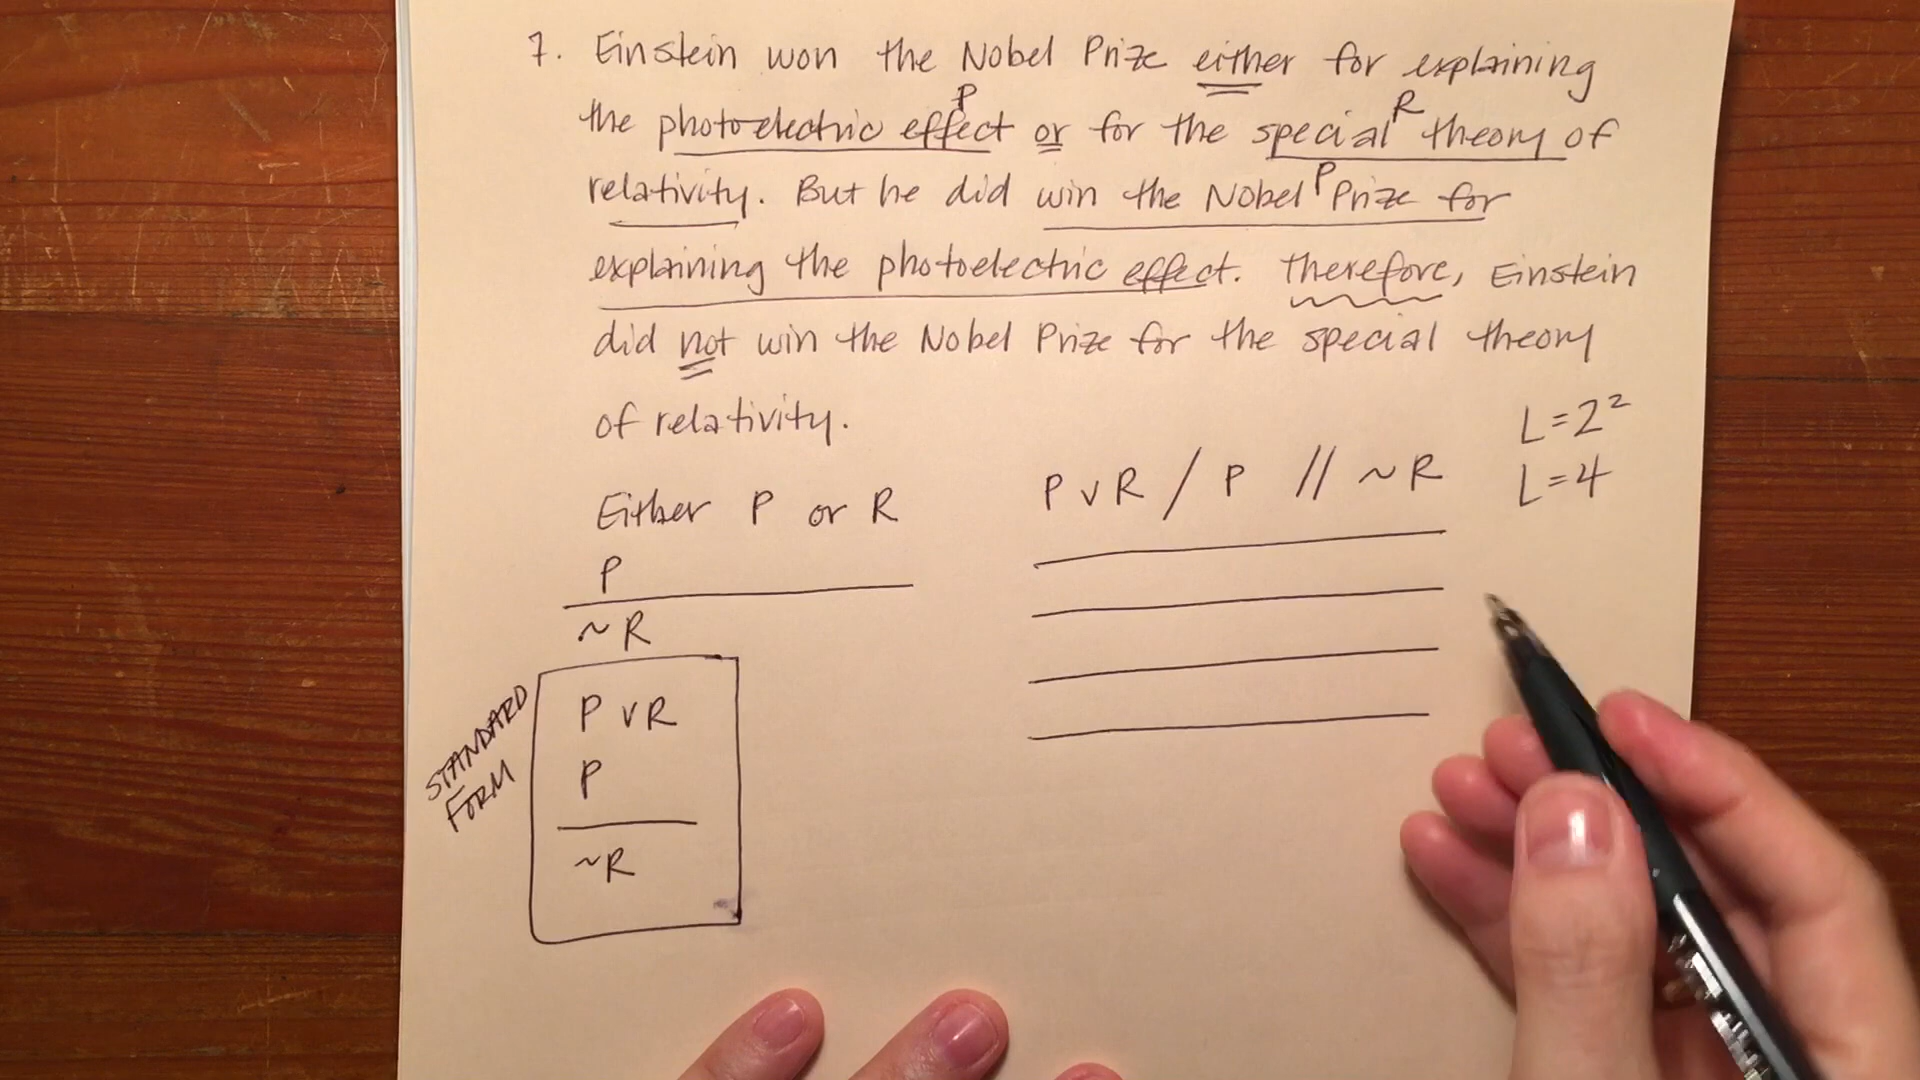 7. Einstein won the Nobel Prize either for explaining
P
R
the photoelectric effect or for the special theory of
P
relativity. But he did win the Nobel Prize for
explaining the photoelectric effect. Therefore, Einstein
did not win the Nobel Prize for the special theory
of relativity.
L=2²
L=4
Either P or R
P
~R
P v R / P // ~R
STANDARD
FORM
P v R
P
~R